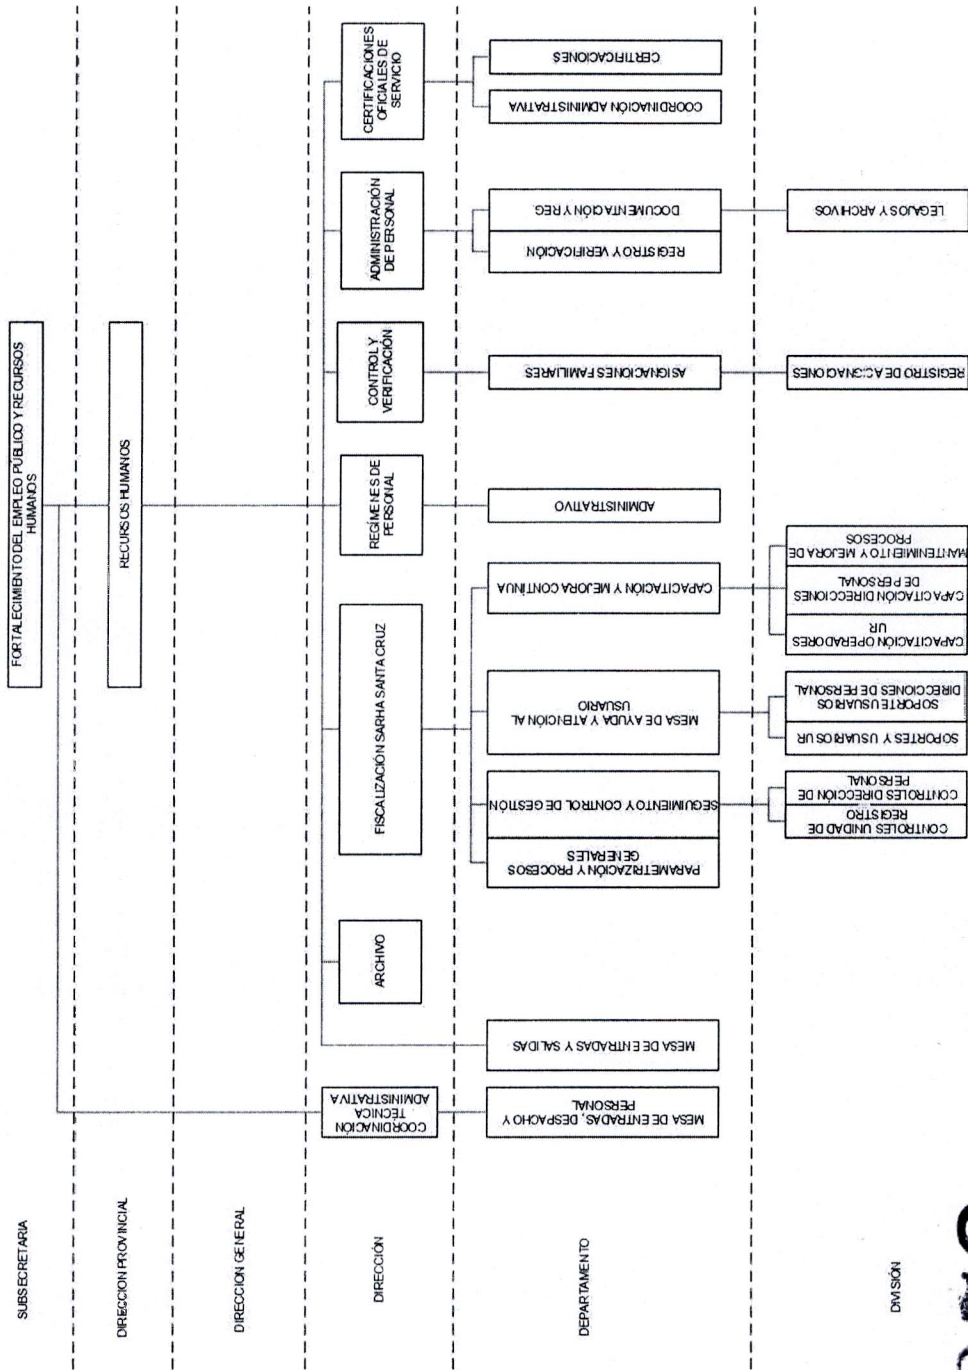 SUBSECRETARIA
FORTALECIMIENTO DEL EMPLEO PÚBLICO Y RECURSOS
HUMANOS
DIRECCION PROVINCIAL
RECURSOS HUMANOS
DIRECCION GENERAL
DIRECCIÓN
COORDINACIÓN
TÉCNICA
ADMINISTRATIVA
ARCHIVO
FISCALIZACIÓN SARHA SANTA CRUZ
REGÍMENES DE
PERSONAL
CONTROL Y
VERIFICACIÓN
ADMINISTRACIÓN
DE PERSONAL
CERTIFICACIONES
OFICIALES DE
SERVICIO
DEPARTAMENTO
MESA DE ENTRADAS, DESPACHO Y
PERSONAL
MESA DE ENTRADAS Y SALIDAS
PARAMETRIZACIÓN Y PROCESOS
GENERALES
SEGUIMIENTO Y CONTROL DE GESTIÓN
MESA DE AYUDA Y ATENCIÓN AL
USUARIO
CAPACITACIÓN Y MEJORA CONTÍNUA
ADMINISTRATIVO
ASIGNACIONES FAMILIARES
REGISTRO Y VERIFICACIÓN
DOCUMENTACIÓN Y REG.
COORDINACIÓN ADMINISTRATIVA
CERTIFICACIONES
DIVISIÓN
CONTROLES UNIDAD DE
REGISTRO
CONTROLES DIRECCIÓN DE
PERSONAL
SOPORTES Y USUARIOS UR
SOPORTE USUARIOS
DIRECCIONES DE PERSONAL
CAPACITACIÓN OPERADORES
UR
CAPACITACIÓN DIRECCIONES
DE PERSONAL
MANTENIMIENTO Y MEJORA DE
PROCESOS
REGISTRO DE ASIGNACIONES
LEGAJOS Y ARCHIVOS